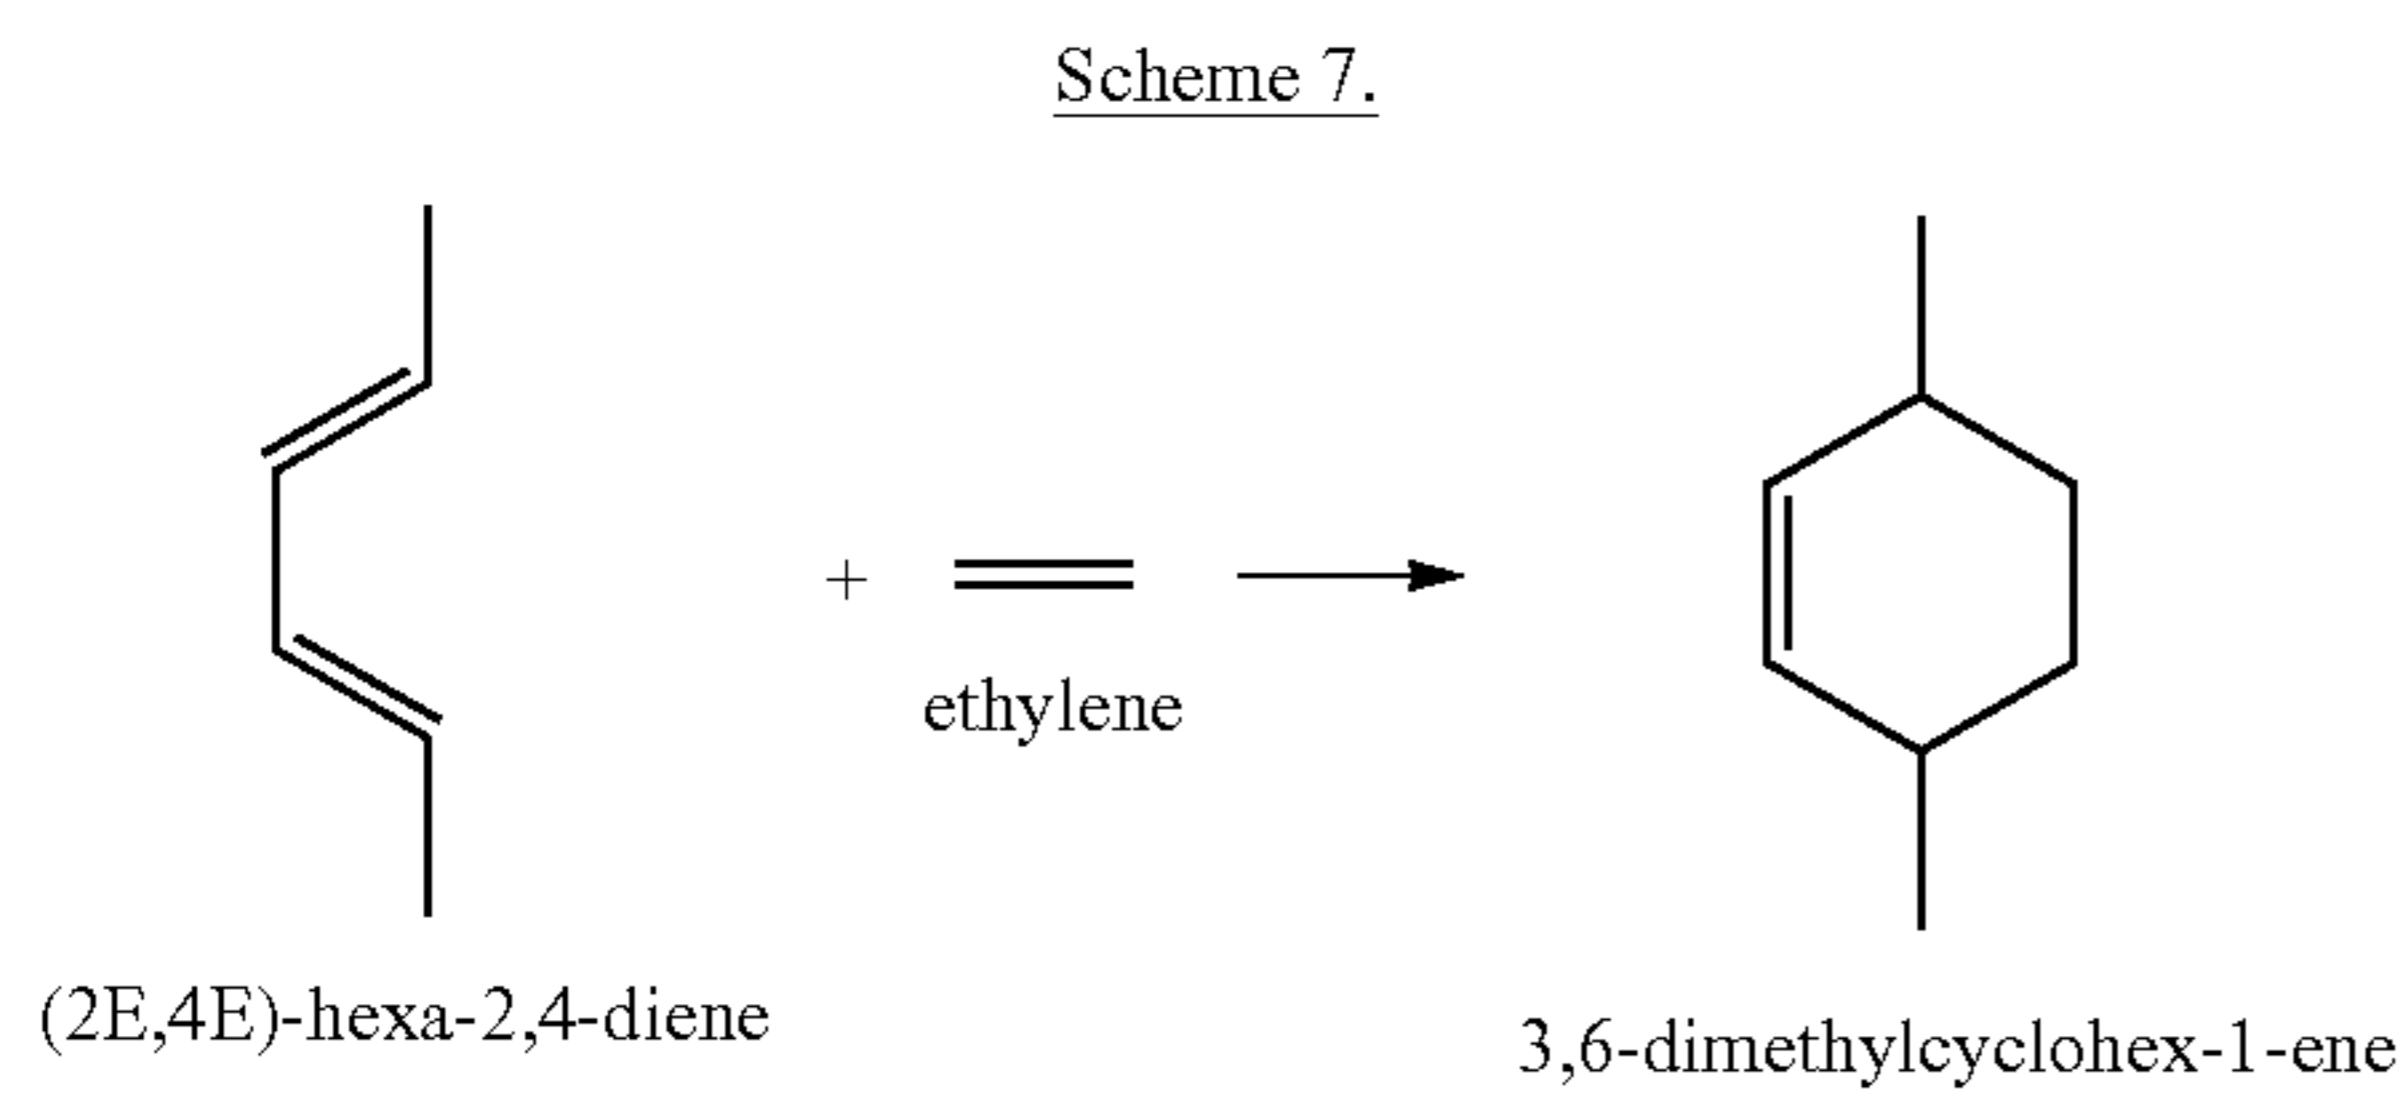 Scheme 7.
+
ethylene
(2E,4E)-hexa-2,4-diene
3,6-dimethylcyclohex-1-ene